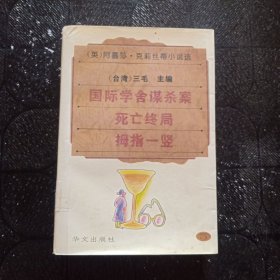 (英)阿嘉莎·克莉丝蒂小说选
(台湾)三毛 主编
国际学舍谋杀案
死亡终局
拇指一竖
华文出版社